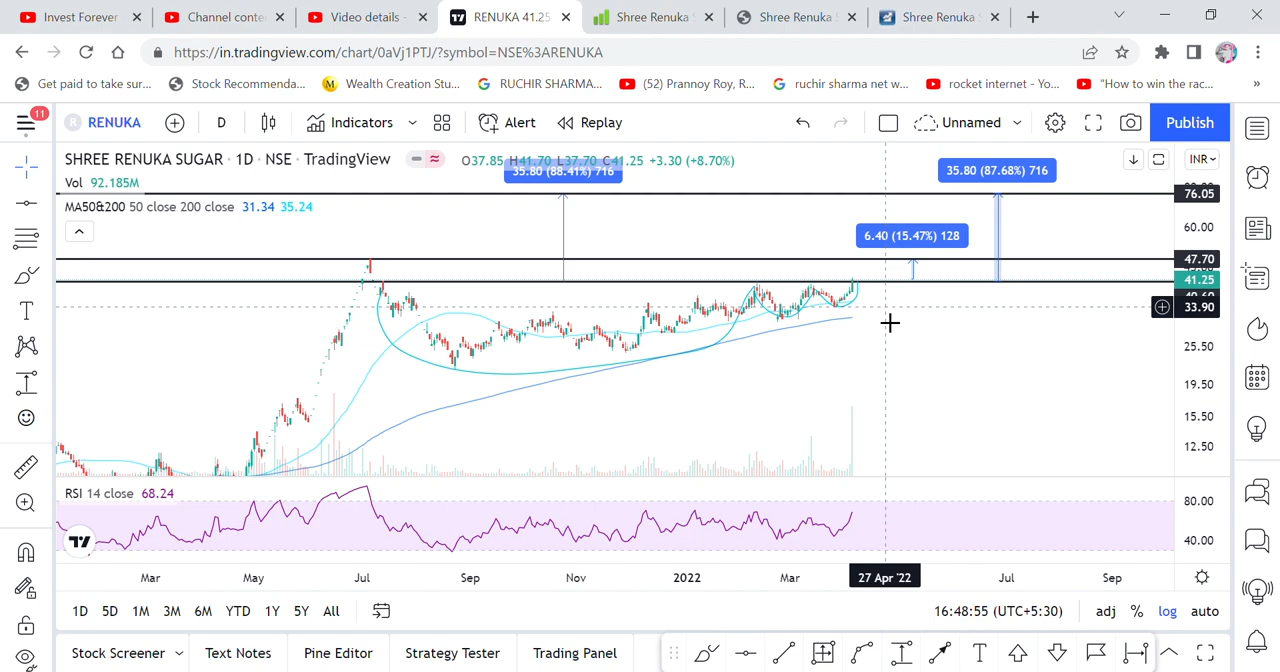 Invest Forever
Channel conte
Video details -
RENUKA 41.25
Shree Renuka S
Shree Renuka S
Shree Renuka S
https://in.tradingview.com/chart/0aVj1PTJ/?symbol=NSE%3ARENUKA
Get paid to take sur...
Stock Recommenda...
Wealth Creation Stu...
RUCHIR SHARMA...
(52) Prannoy Roy, R...
ruchir sharma net w...
rocket internet - Yo...
"How to win the rac...
»
11
R RENUKA
D
Indicators
Alert
Replay
Unnamed
Publish
SHREE RENUKA SUGAR · 1D · NSE · TradingView
O37.85 H41.70 L37.70 C41.25 +3.30 (+8.70%)
INR
35.80 (88.41%) 716
35.80 (87.68%) 716
Vol 92.185M
76.05
MA50&200 50 close 200 close 31.34 35.24
60.00
6.40 (15.47%) 128
47.70
41.25
33.90
25.50
19.50
15.50
12.50
RSI 14 close 68.24
80.00
40.00
Mar
May
Jul
Sep
Nov
2022
Mar
27 Apr '22
Jul
Sep
1D 5D 1M 3M 6M YTD 1Y 5Y All
16:48:55 (UTC+5:30)
adj % log auto
Stock Screener
Text Notes
Pine Editor
Strategy Tester
Trading Panel